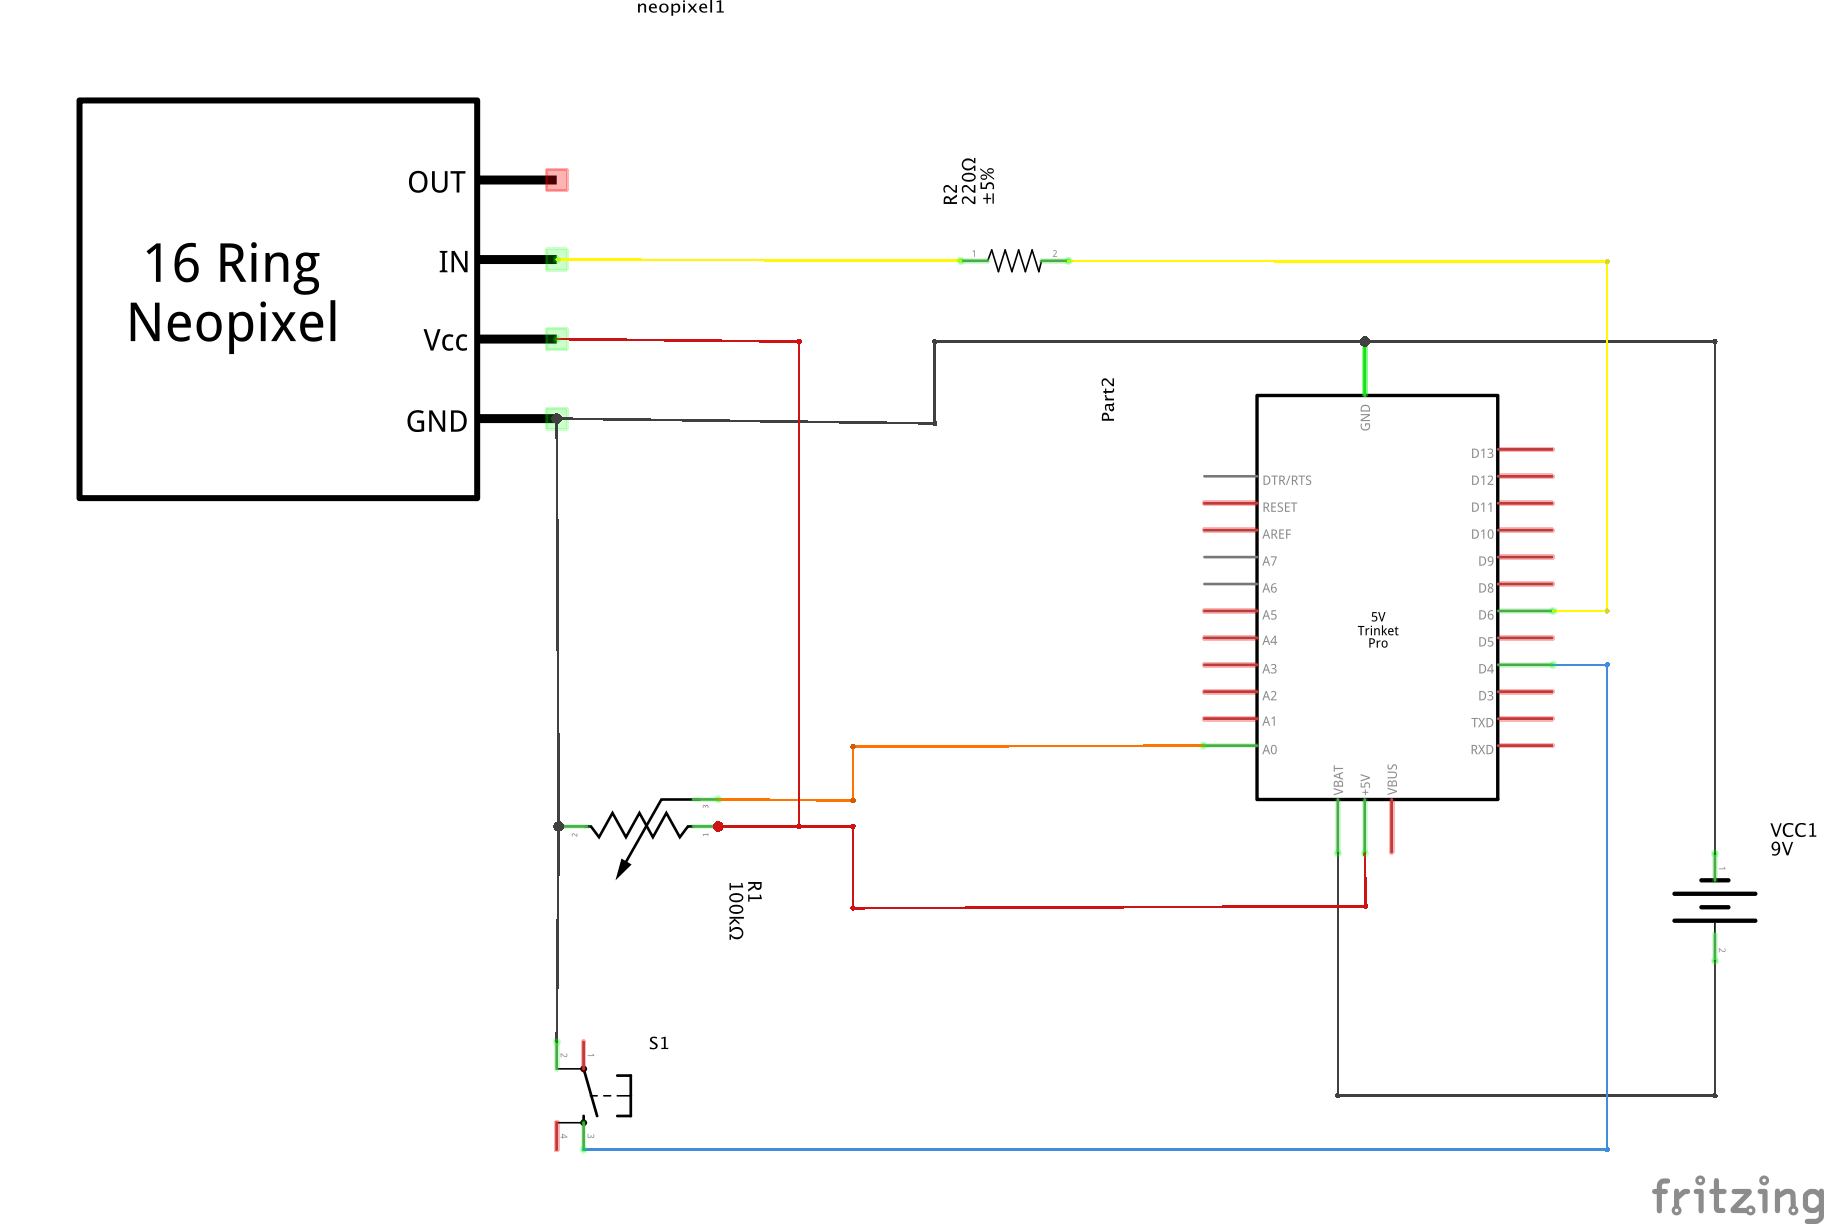 neopixel1
OUT
IN
Vcc
GND
16 Ring
Neopixel
R2
220Ω
±5%
1
2
Part2
GND
DTR/RTS
RESET
AREF
A7
A6
A5
A4
A3
A2
A1
A0
5V
Trinket
Pro
D13
D12
D11
D10
D9
D8
D6
D5
D4
D3
TXD
RXD
VBAT
+5V
VBUS
3
2
1
R1
100kΩ
VCC1
9V
1
2
S1
2
1
4
3
fritzing